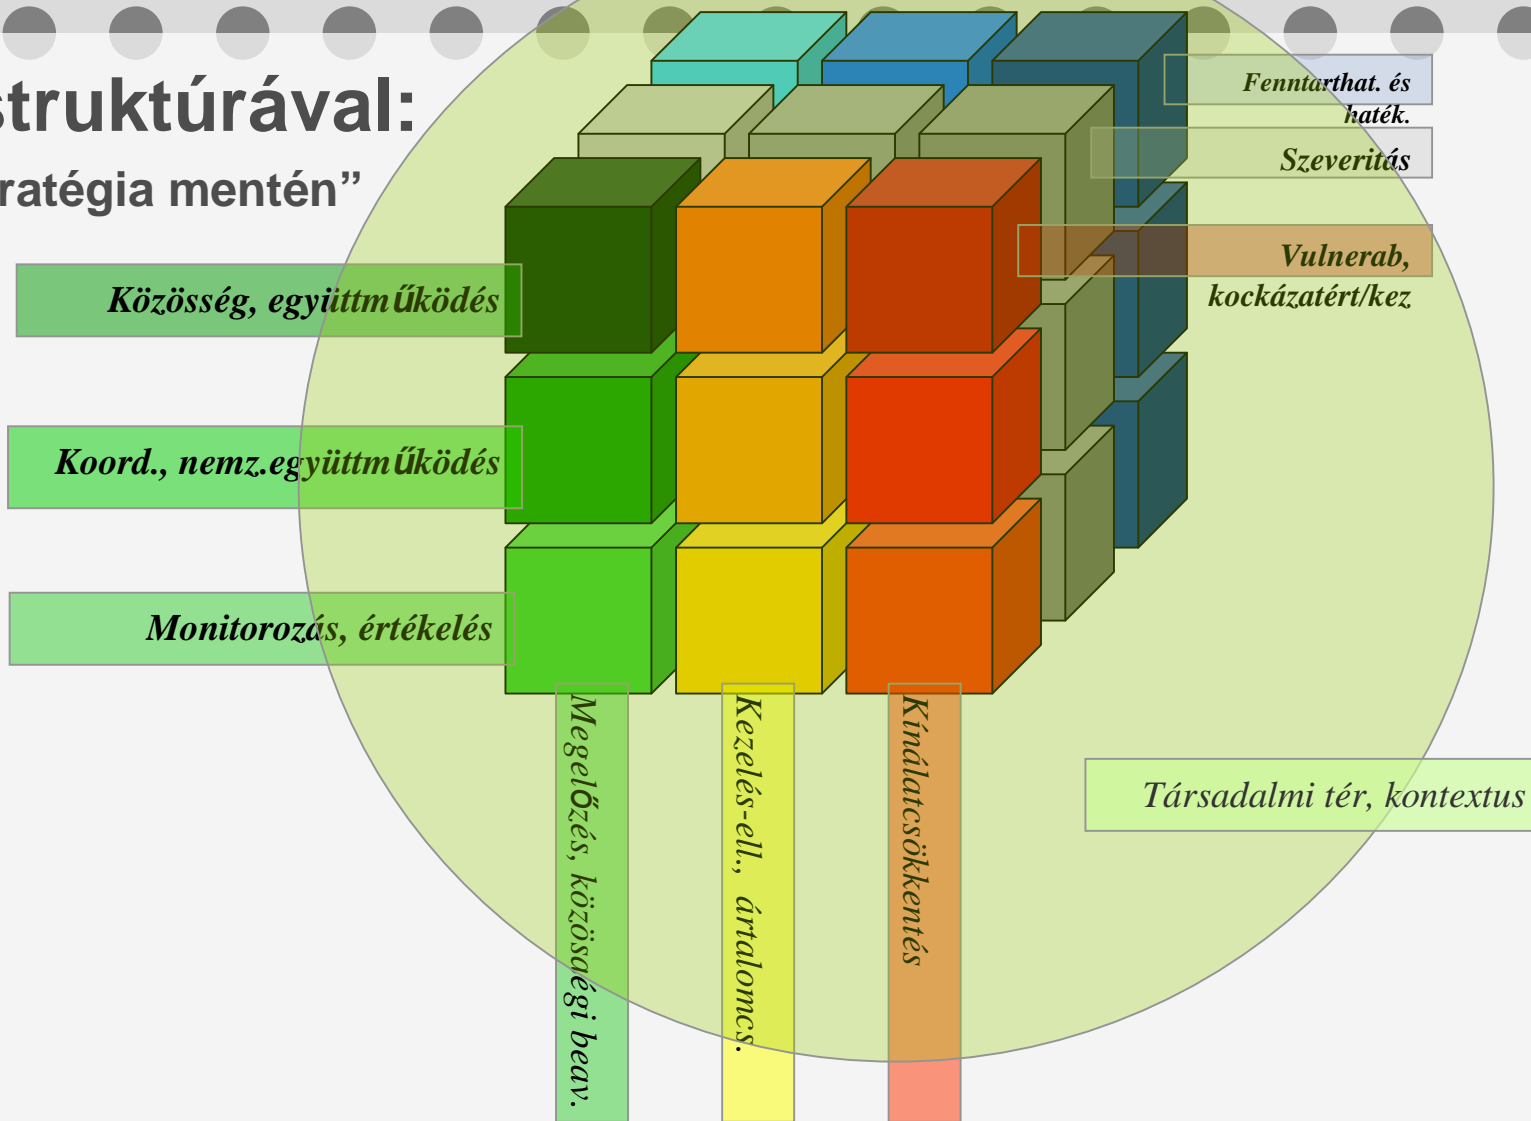 struktúrával:
ratégia mentén”
Fenntarthat. és
haték.
Szeveritás
Vulnerab,
kockázatért/kez
Közösség, együttműködés
Koord., nemz.együttműködés
Monitorozás, értékelés
Megelőzés, közösségi beav.
Kezelés-ell., ártalomcs.
Kínálatcsökkentés
Társadalmi tér, kontextus